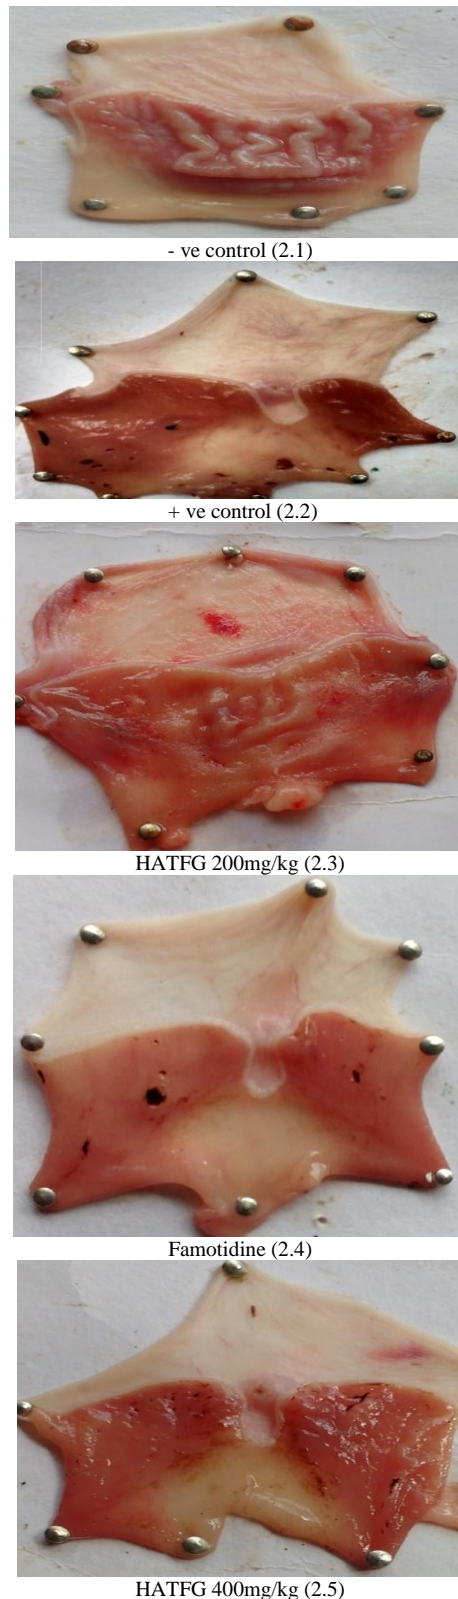 - ve control (2.1)
+ ve control (2.2)
HATFG 200mg/kg (2.3)
Famotidine (2.4)
HATFG 400mg/kg (2.5)